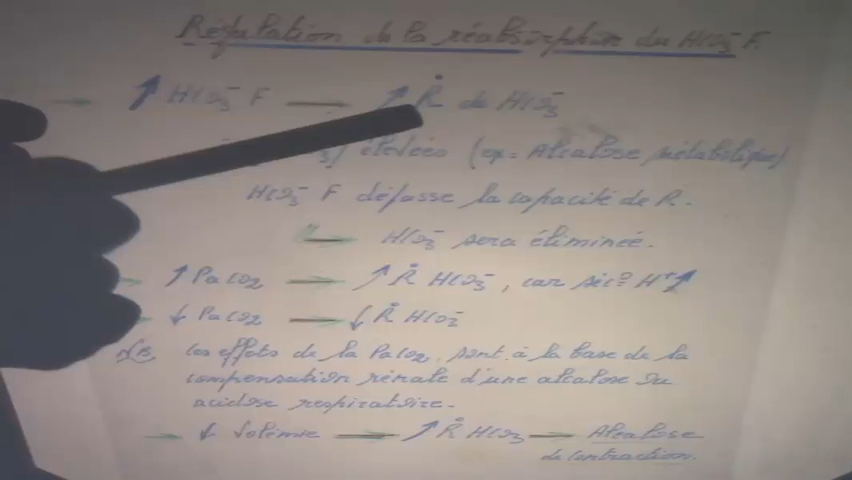 Régulation de la réabsorption du HCO3- F.
→ ↑ HCO3- F → ↗ R̊ de HCO3-
élevées (ex= Alcalose métabolique)
HCO3- F dépasse la capacité de R.
→ HCO3- sera éliminée.
→ ↑ PaCO2 → ↗ R̊ HCO3-, car séc° H+ ↗
→ ↓ PaCO2 → ↓ R̊ HCO3-
NB les effets de la PaCO2, sont à la base de la
compensation rénale d'une alcalose ou
acidose respiratoire.
→ ↓ Volémie → ↗ R̊ HCO3 → Alcalose
de contraction.